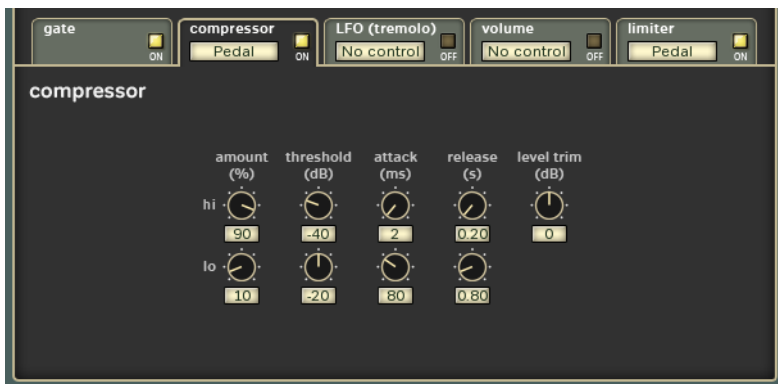 gate
ON
compressor
Pedal
ON
LFO (tremolo)
No control
OFF
volume
No control
OFF
limiter
Pedal
ON
compressor
amount (%)
threshold (dB)
attack (ms)
release (s)
level trim (dB)
hi
90
-40
2
0.20
0
lo
10
-20
80
0.80